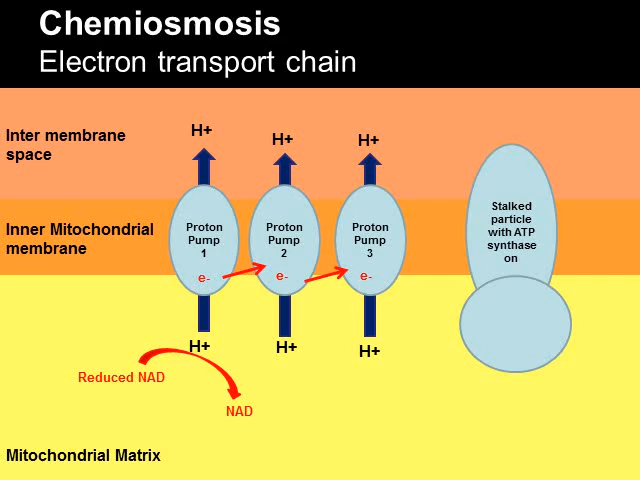 Chemiosmosis
Electron transport chain
Inter membrane
space
H+
H+
H+
Inner Mitochondrial
membrane
Proton
Pump
1
e-
Proton
Pump
2
e-
Proton
Pump
3
e-
Stalked
particle
with ATP
synthase
on
H+
H+
H+
Reduced NAD
NAD
Mitochondrial Matrix